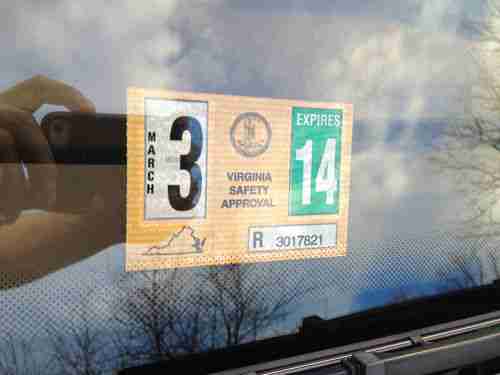 MARCH
3
VIRGINIA
SAFETY
APPROVAL
EXPIRES
14
R 3017821